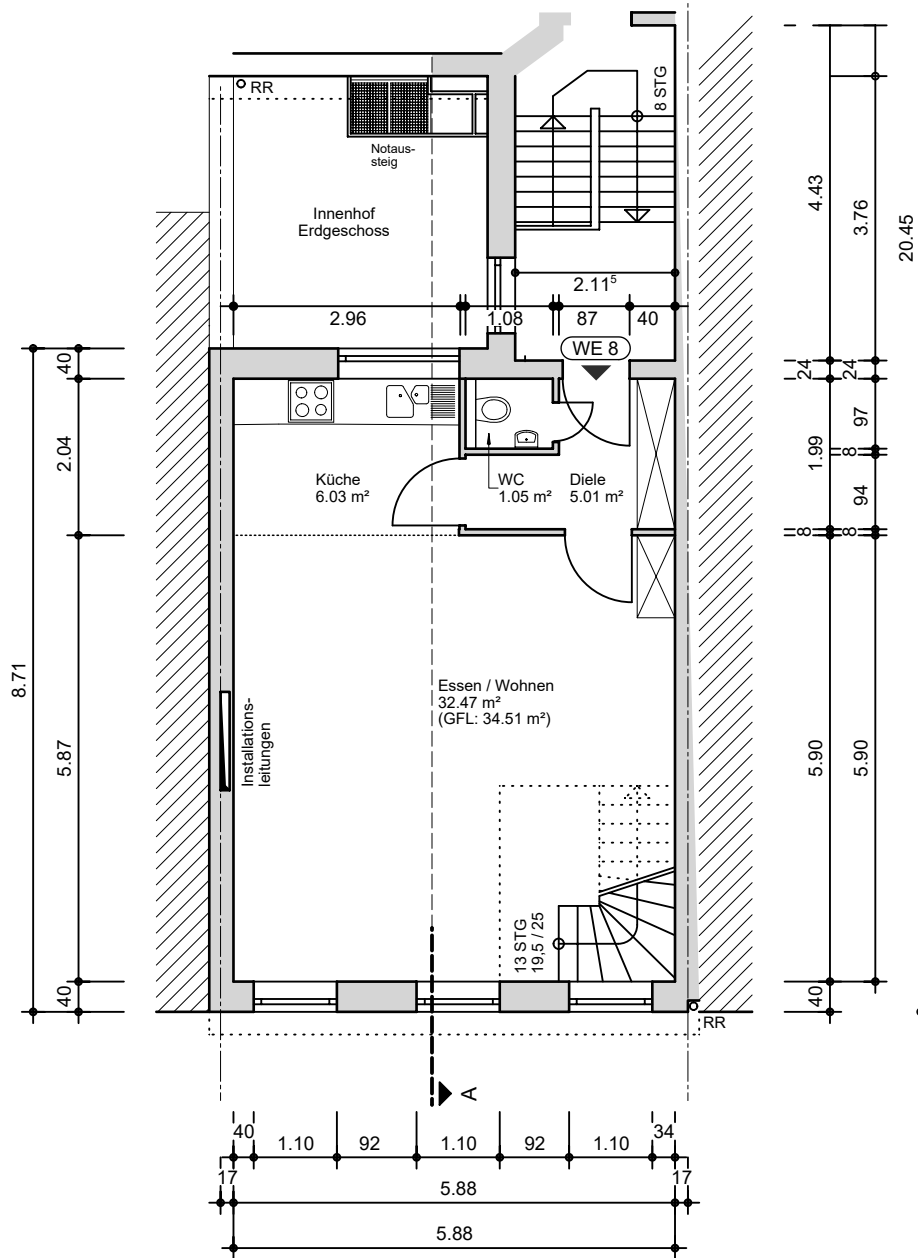 RR
8 STG
Notaus-
steig
Innenhof
Erdgeschoss
4.43
3.76
20.45
2.11⁵
2.96
1.08
87
40
WE 8
40
24
24
2.04
1.99
97
8
94
8
8
Küche
6.03 m²
WC
1.05 m²
Diele
5.01 m²
8.71
5.87
5.90
5.90
Essen / Wohnen
32.47 m²
(GFL: 34.51 m²)
Installations-
leitungen
13 STG
19,5 / 25
40
40
RR
A
40
1.10
92
1.10
92
1.10
34
17
5.88
17
5.88